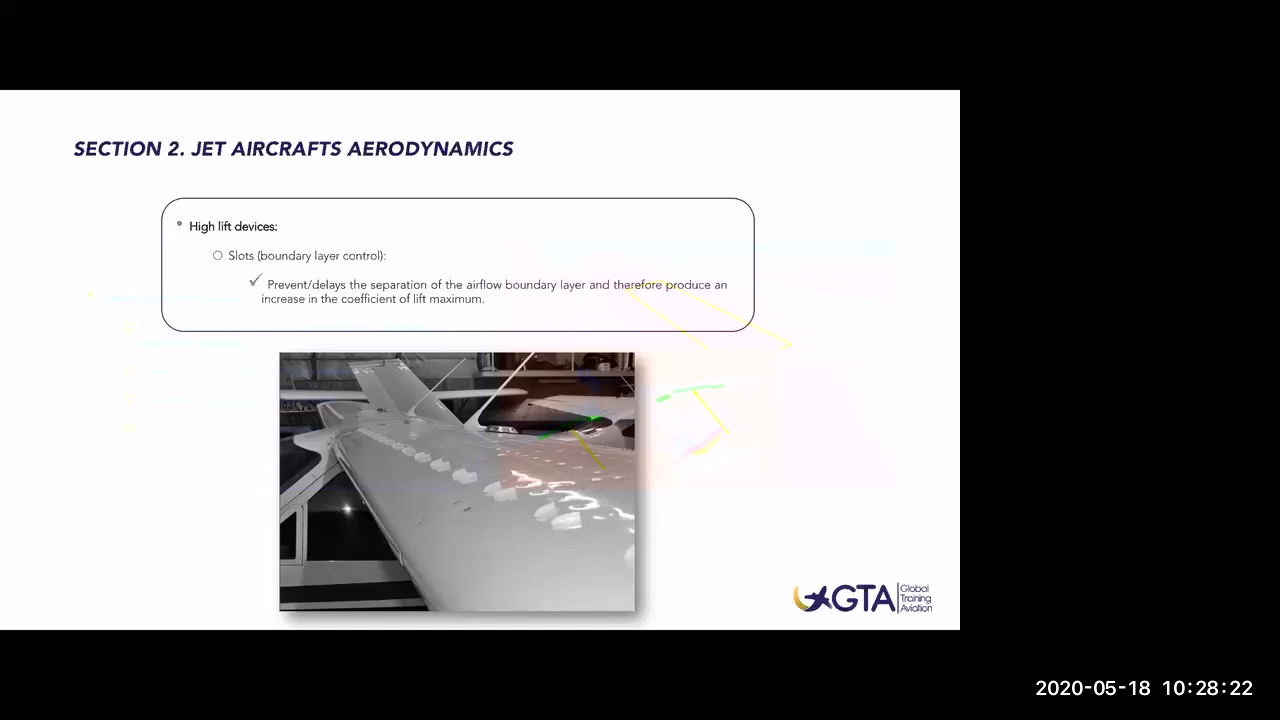 SECTION 2. JET AIRCRAFTS AERODYNAMICS
High lift devices:
Slots (boundary layer control):
Prevent/delays the separation of the airflow boundary layer and therefore produce an
increase in the coefficient of lift maximum.
GTA
Global
Training
Aviation
2020-05-18 10:28:22